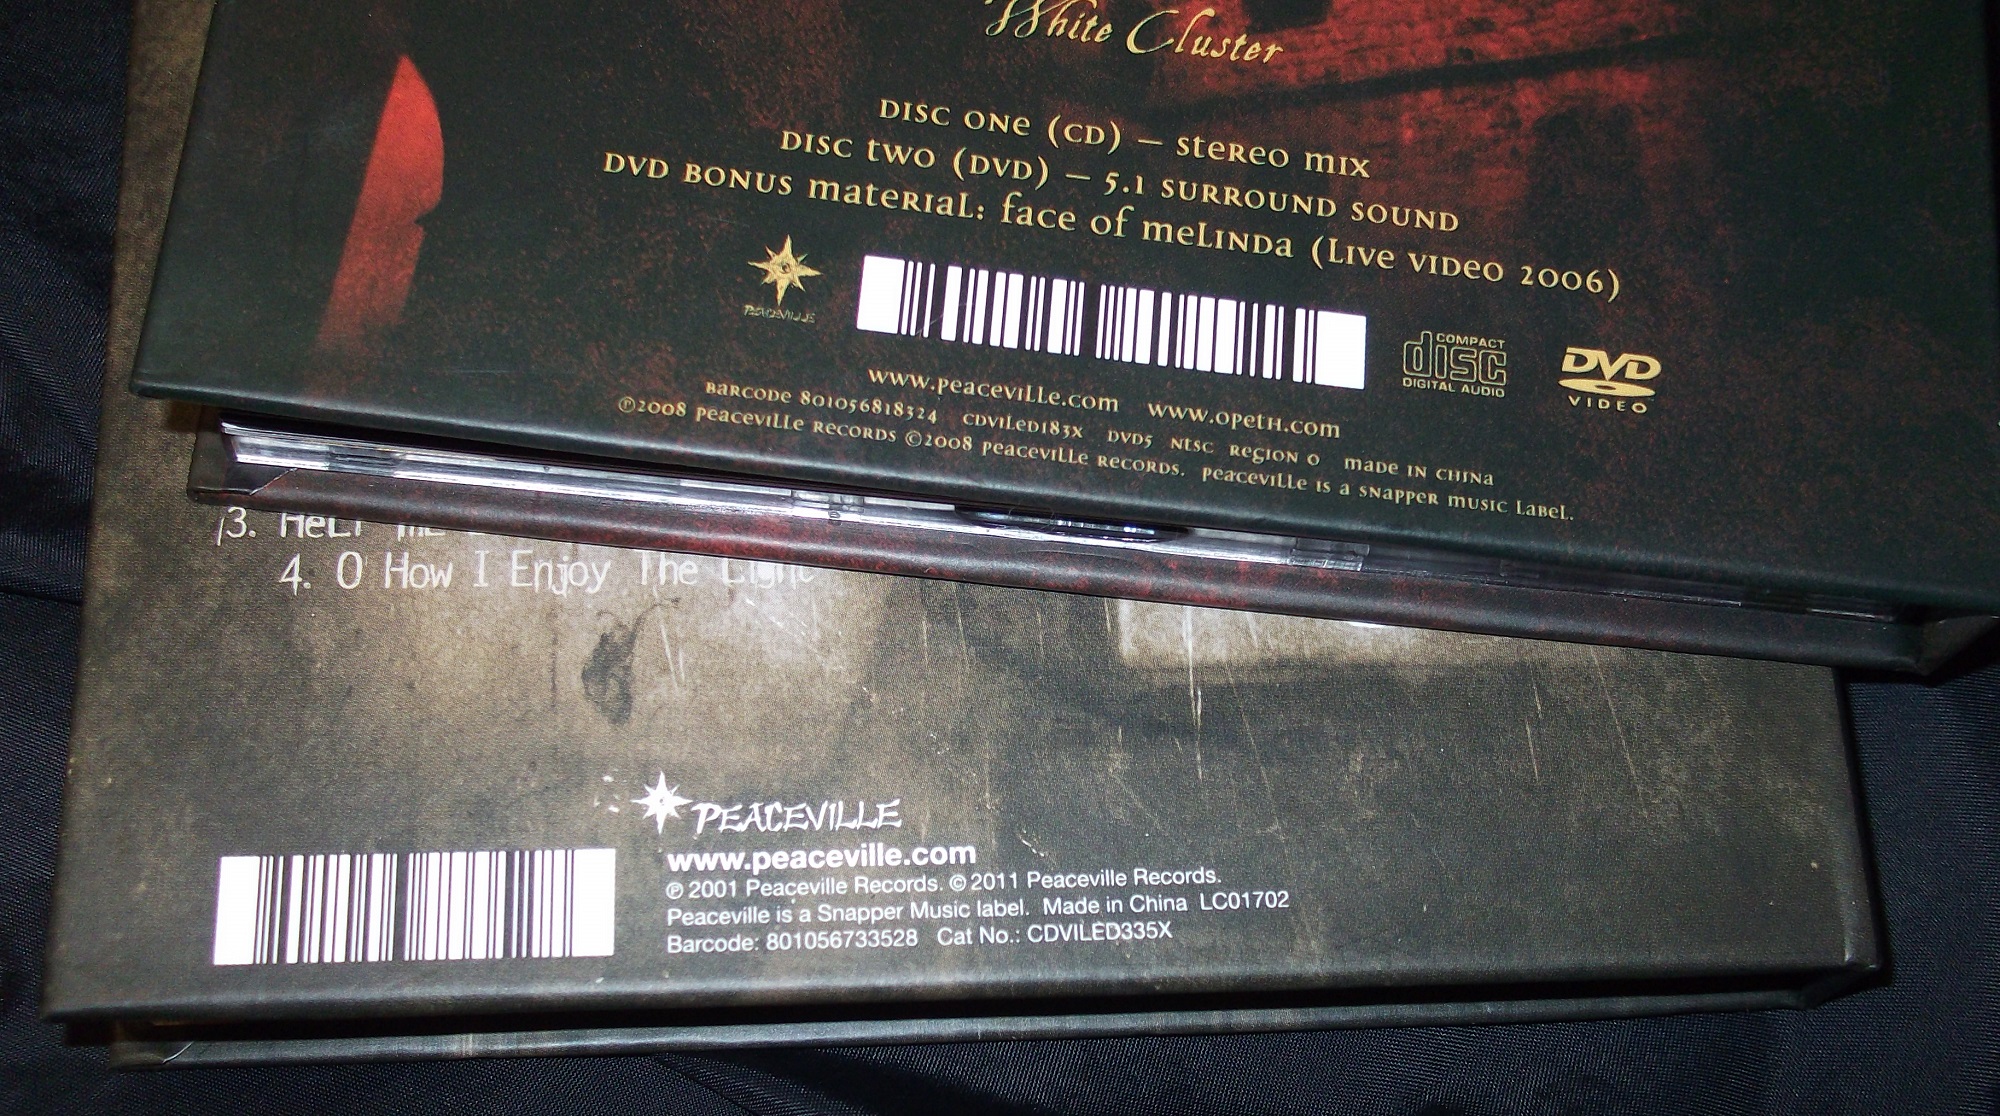 White Cluster
DISC ONE (CD) – STEREO MIX
DISC TWO (DVD) – 5.1 SURROUND SOUND
DVD BONUS MATERIAL: FACE OF MELINDA (LIVE VIDEO 2006)
PEACEVILLE
COMPACT
disc
DIGITAL AUDIO
DVD
VIDEO
www.peaceville.com www.opeth.com
BARCODE 801056818324 CDVILED183X DVD5 NTSC REGION 0 MADE IN CHINA
℗2008 PEACEVILLE RECORDS ©2008 PEACEVILLE RECORDS. PEACEVILLE IS A SNAPPER MUSIC LABEL.
3. Help Me
4. O How I Enjoy The Light
PEACEVILLE
www.peaceville.com
℗ 2001 Peaceville Records. © 2011 Peaceville Records.
Peaceville is a Snapper Music label. Made in China LC01702
Barcode: 801056733528 Cat No.: CDVILED335X